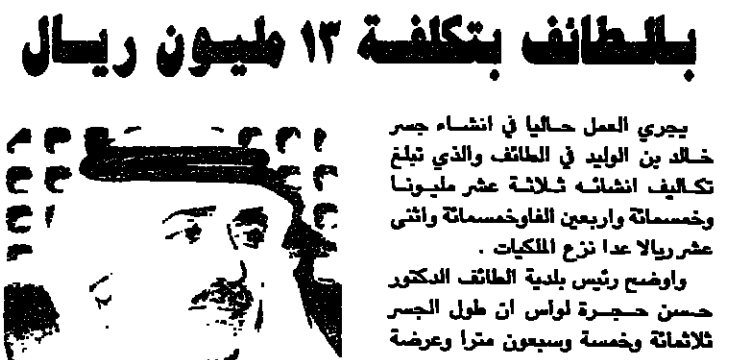 بالطائف بتكلفة ١٣ مليون ريال
يجري العمل حاليا في انشاء جسر
خالد بن الوليد في الطائف والذي تبلغ
تكاليف انشائه ثلاثة عشر مليونا
وخمسمائة واربعين الفاوخمسمائة واثنى
عشر ريالا عدا نزع الملكيات .
واوضح رئيس بلدية الطائف الدكتور
حسن حجرة لواس ان طول الجسر
ثلاثمائة وخمسة وسبعون مترا وعرضة